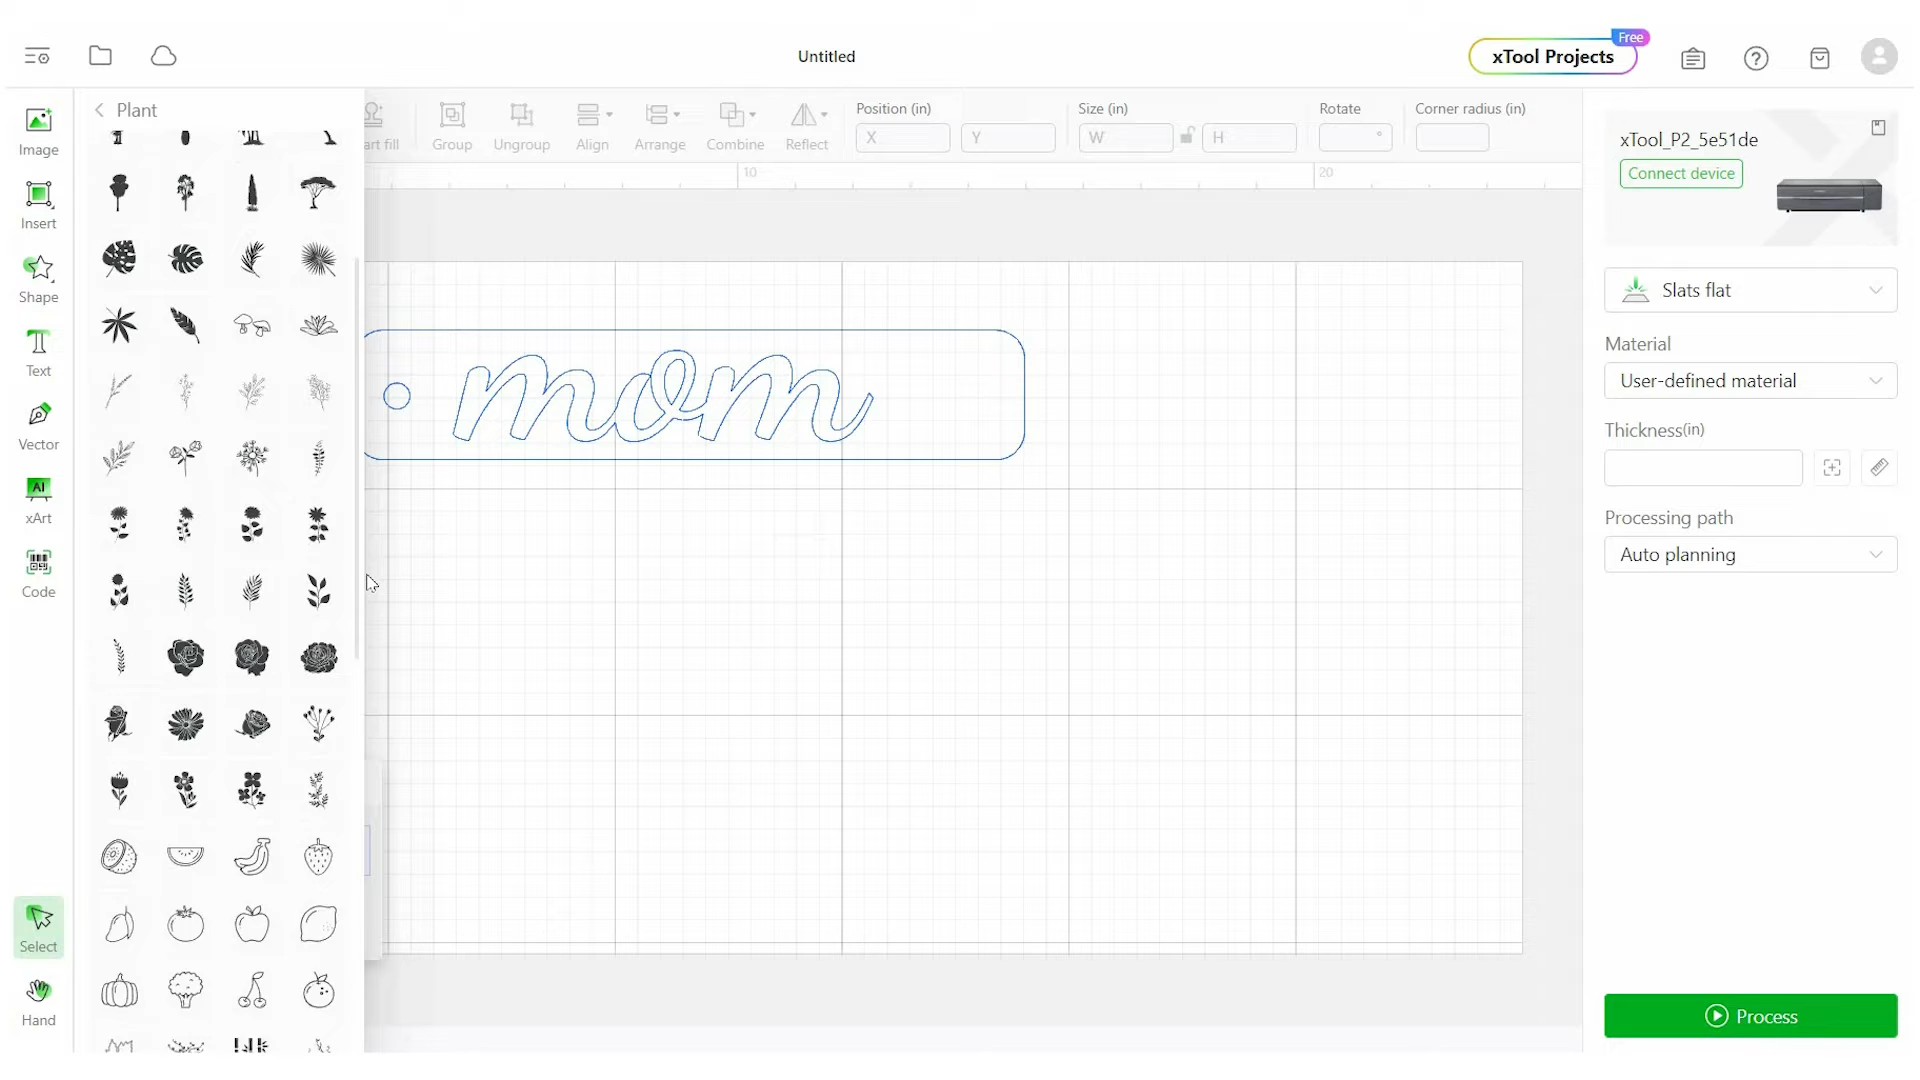 Untitled
Free
xTool Projects
Plant
Image
Insert
Shape
Text
Vector
AI
xArt
Code
Select
Hand
art fill
Group
Ungroup
Align
Arrange
Combine
Reflect
Position (in)
X
Y
Size (in)
W
H
Rotate
°
Corner radius (in)
10
20
mom
xTool_P2_5e51de
Connect device
Slats flat
Material
User-defined material
Thickness(in)
Processing path
Auto planning
Process